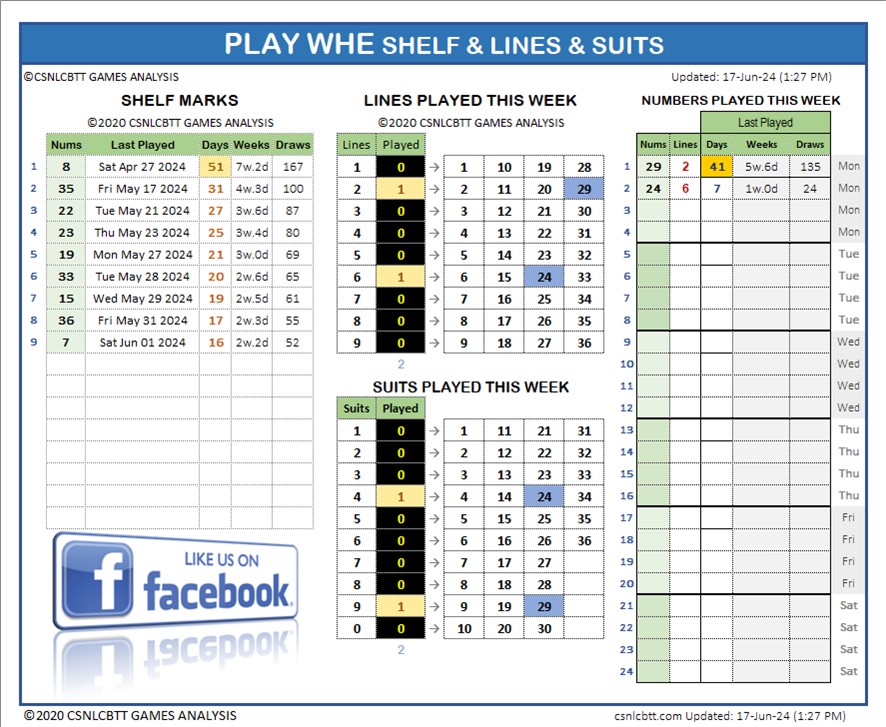 PLAY WHE SHELF & LINES & SUITS
©CSNLCBTT GAMES ANALYSIS
Updated: 17-Jun-24 (1:27 PM)
SHELF MARKS
©2020 CSNLCBTT GAMES ANALYSIS
Nums Last Played Days Weeks Draws
1 8 Sat Apr 27 2024 51 7w.2d 167
2 35 Fri May 17 2024 31 4w.3d 100
3 22 Tue May 21 2024 27 3w.6d 87
4 23 Thu May 23 2024 25 3w.4d 80
5 19 Mon May 27 2024 21 3w.0d 69
6 33 Tue May 28 2024 20 2w.6d 65
7 15 Wed May 29 2024 19 2w.5d 61
8 36 Fri May 31 2024 17 2w.3d 55
9 7 Sat Jun 01 2024 16 2w.2d 52
LIKE US ON
f facebook.
LINES PLAYED THIS WEEK
©2020 CSNLCBTT GAMES ANALYSIS
Lines Played
1 0 → 1 10 19 28
2 1 → 2 11 20 29
3 0 → 3 12 21 30
4 0 → 4 13 22 31
5 0 → 5 14 23 32
6 1 → 6 15 24 33
7 0 → 7 16 25 34
8 0 → 8 17 26 35
9 0 → 9 18 27 36
2
SUITS PLAYED THIS WEEK
Suits Played
1 0 → 1 11 21 31
2 0 → 2 12 22 32
3 0 → 3 13 23 33
4 1 → 4 14 24 34
5 0 → 5 15 25 35
6 0 → 6 16 26 36
7 0 → 7 17 27
8 0 → 8 18 28
9 1 → 9 19 29
0 0 → 10 20 30
2
NUMBERS PLAYED THIS WEEK
Last Played
Nums Lines Days Weeks Draws
1 29 2 41 5w.6d 135 Mon
2 24 6 7 1w.0d 24 Mon
3 Mon
4 Mon
5 Tue
6 Tue
7 Tue
8 Tue
9 Wed
10 Wed
11 Wed
12 Wed
13 Thu
14 Thu
15 Thu
16 Thu
17 Fri
18 Fri
19 Fri
20 Fri
21 Sat
22 Sat
23 Sat
24 Sat
©2020 CSNLCBTT GAMES ANALYSIS
csnlcbtt.com Updated: 17-Jun-24 (1:27 PM)